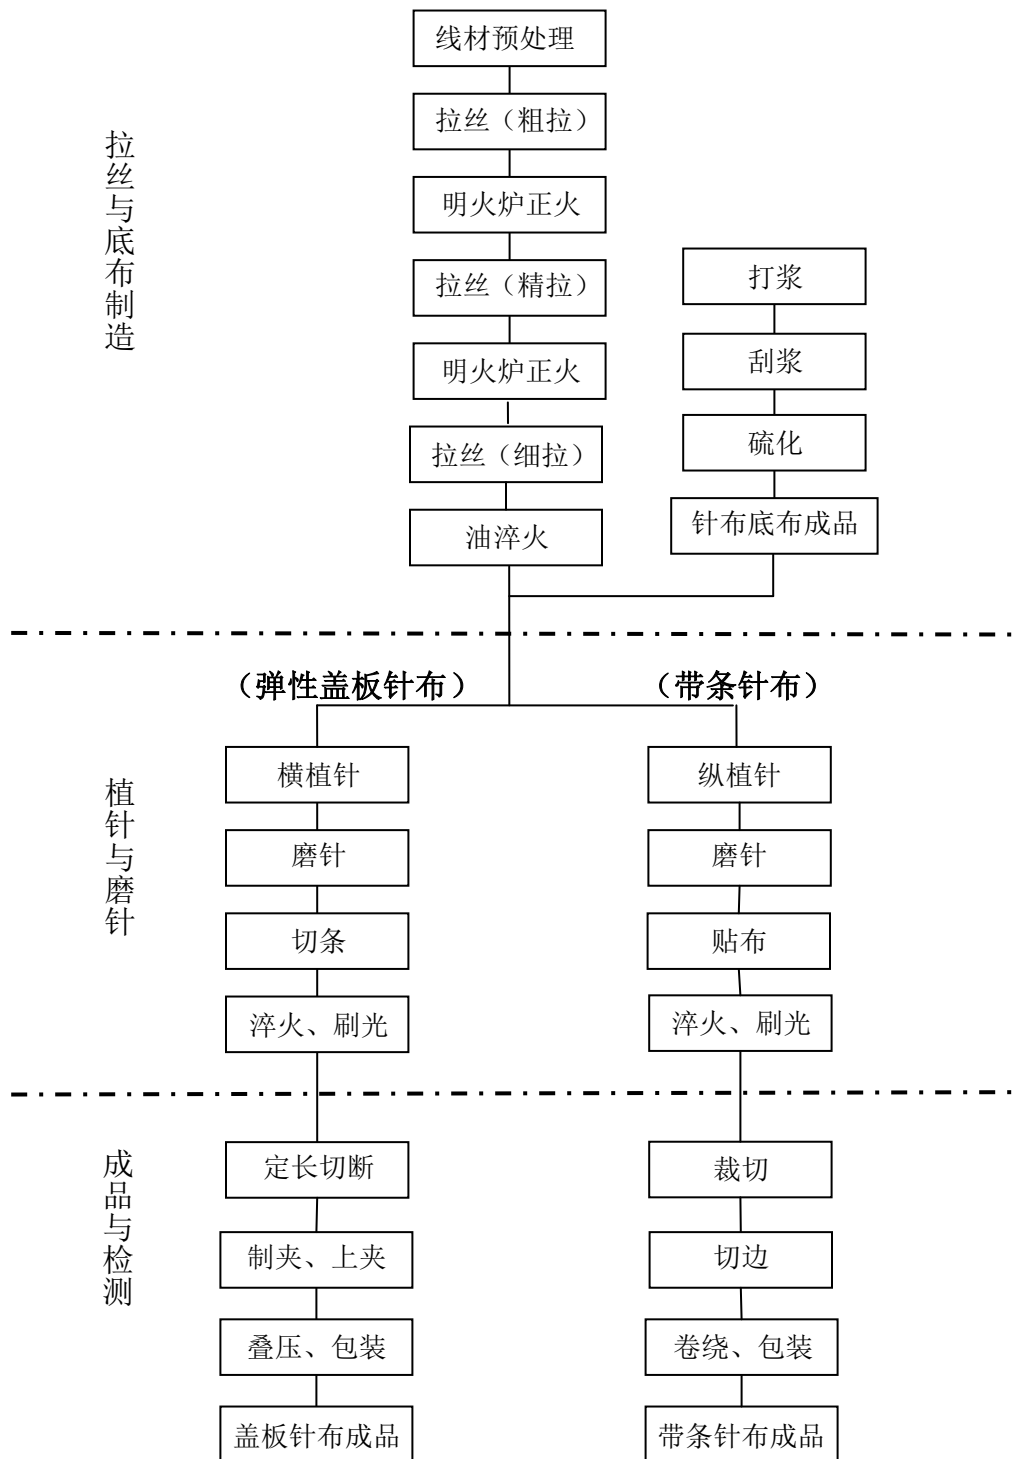 拉丝与底布制造
线材预处理
拉丝（粗拉）
明火炉正火
拉丝（精拉）
明火炉正火
拉丝（细拉）
油淬火
打浆
刮浆
硫化
针布底布成品
植针与磨针
（弹性盖板针布）
横植针
磨针
切条
淬火、刷光
（带条针布）
纵植针
磨针
贴布
淬火、刷光
成品与检测
定长切断
制夹、上夹
叠压、包装
盖板针布成品
裁切
切边
卷绕、包装
带条针布成品